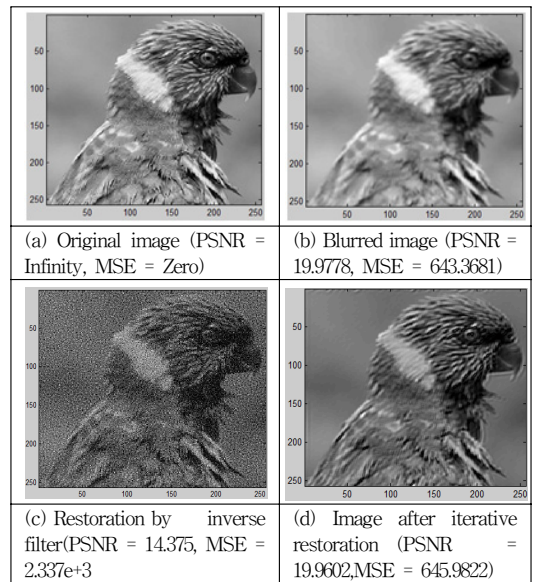 50
100
150
200
250
50 100 150 200 250
50
100
150
200
250
50 100 150 200 250
(a) Original image (PSNR =
Infinity, MSE = Zero)
(b) Blurred image (PSNR =
19.9778, MSE = 643.3681)
50
100
150
200
250
50 100 150 200 250
50
100
150
200
250
50 100 150 200 250
(c) Restoration by inverse
filter(PSNR = 14.375, MSE =
2.337e+3
(d) Image after iterative
restoration (PSNR =
19.9602,MSE = 645.9822)